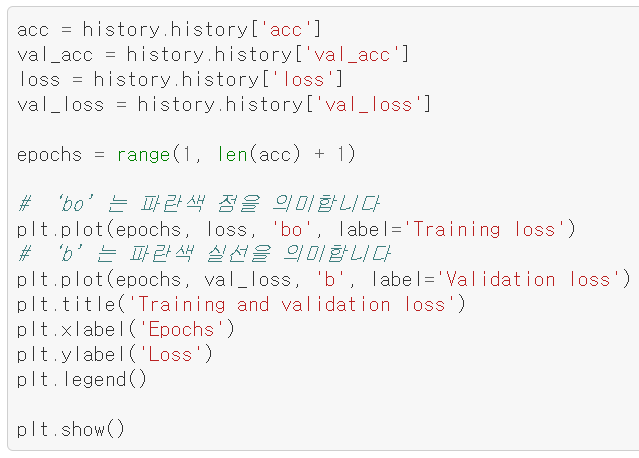 acc = history.history['acc']
val_acc = history.history['val_acc']
loss = history.history['loss']
val_loss = history.history['val_loss']
epochs = range(1, len(acc) + 1)
# ‘bo’는 파란색 점을 의미합니다
plt.plot(epochs, loss, 'bo', label='Training loss')
# ‘b’는 파란색 실선을 의미합니다
plt.plot(epochs, val_loss, 'b', label='Validation loss')
plt.title('Training and validation loss')
plt.xlabel('Epochs')
plt.ylabel('Loss')
plt.legend()
plt.show()